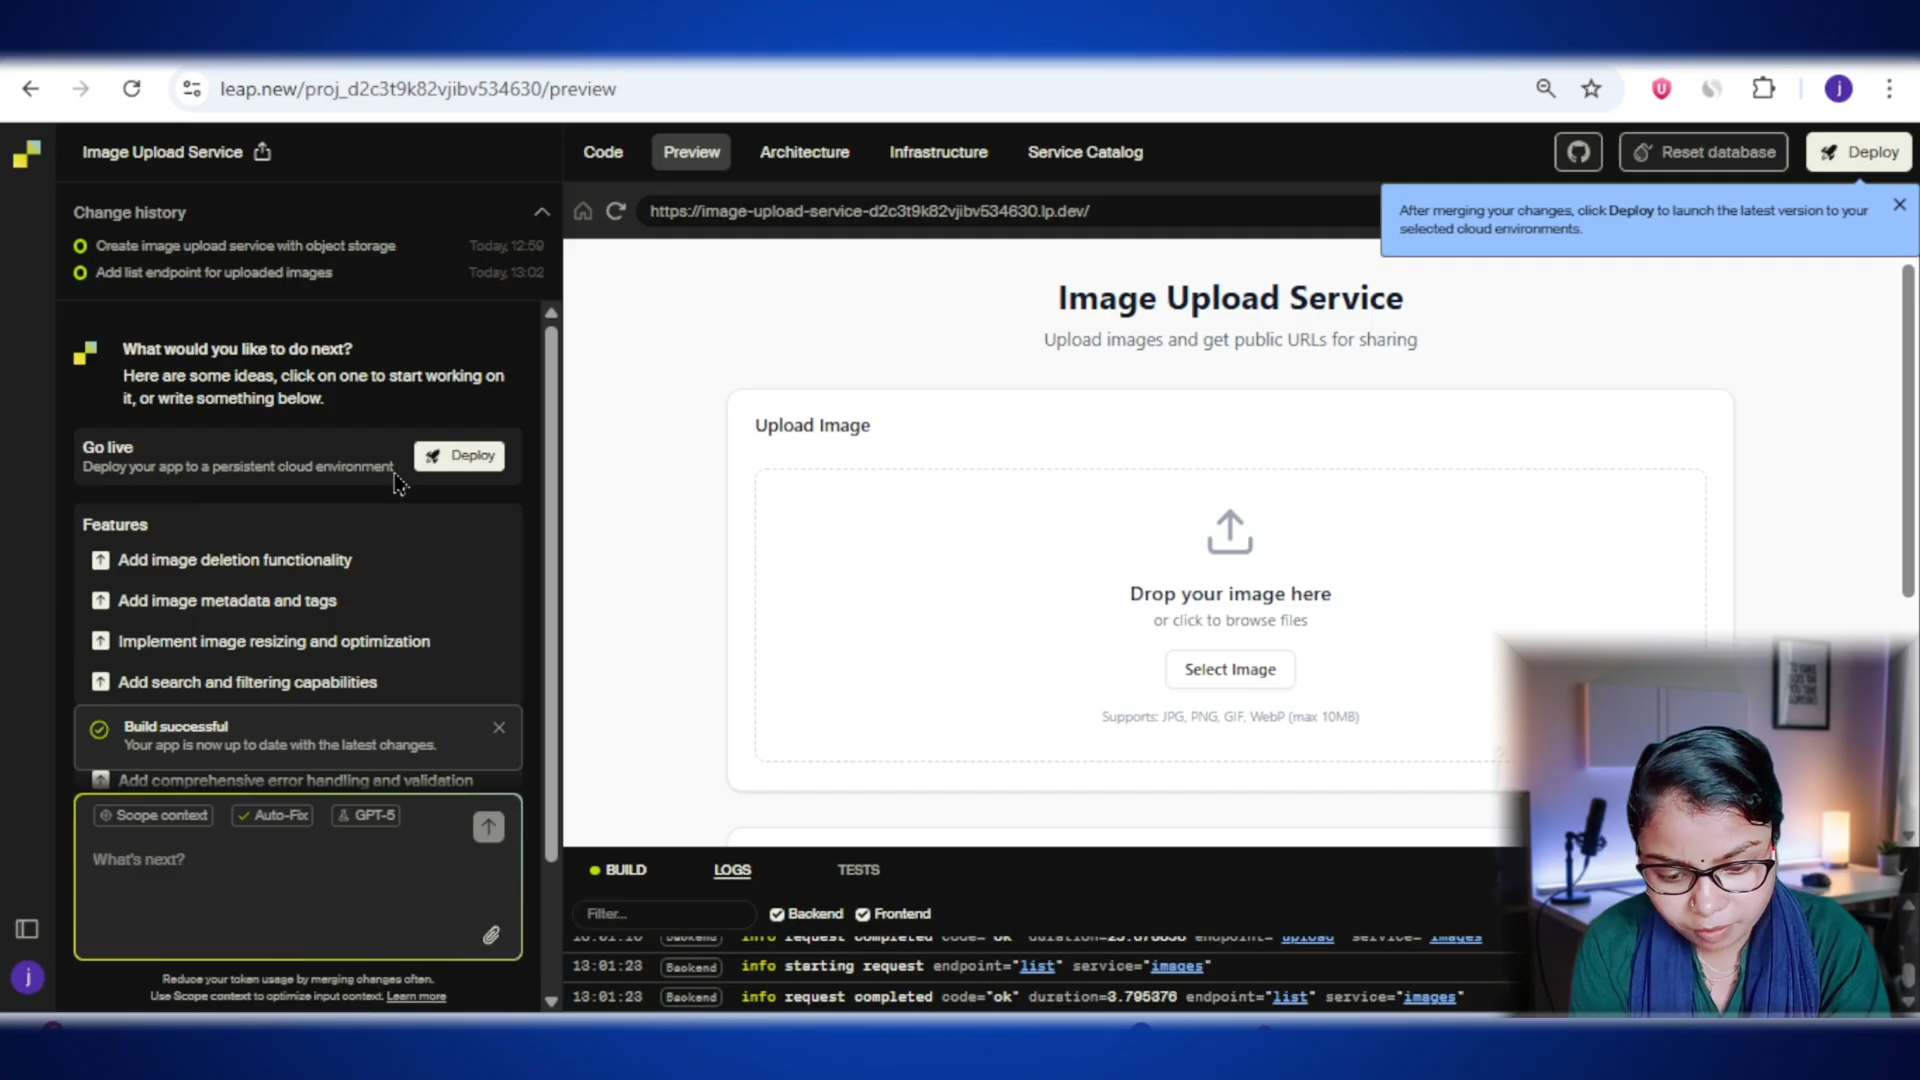 leap.new/proj_d2c3t9k82vjibv534630/preview
j
Image Upload Service
Code
Preview
Architecture
Infrastructure
Service Catalog
Reset database
Deploy
Change history
https://image-upload-service-d2c3t9k82vjibv534630.lp.dev/
After merging your changes, click Deploy to launch the latest version to your
selected cloud environments.
Create image upload service with object storage
Today, 12:59
Add list endpoint for uploaded images
Today, 13:02
What would you like to do next?
Here are some ideas, click on one to start working on
it, or write something below.
Go live
Deploy your app to a persistent cloud environment
Deploy
Features
Add image deletion functionality
Add image metadata and tags
Implement image resizing and optimization
Add search and filtering capabilities
Build successful
Your app is now up to date with the latest changes.
Add comprehensive error handling and validation
Scope context
Auto-Fix
GPT-5
What's next?
Reduce your token usage by merging changes often.
Use Scope context to optimize input context. Learn more
j
Image Upload Service
Upload images and get public URLs for sharing
Upload Image
Drop your image here
or click to browse files
Select Image
Supports: JPG, PNG, GIF, WebP (max 10MB)
BUILD
LOGS
TESTS
Filter...
Backend
Frontend
info request completed code="ok" endpoint="upload" service="images"
13:01:23 Backend info starting request endpoint="list" service="images"
13:01:23 Backend info request completed code="ok" duration=3.795376 endpoint="list" service="images"